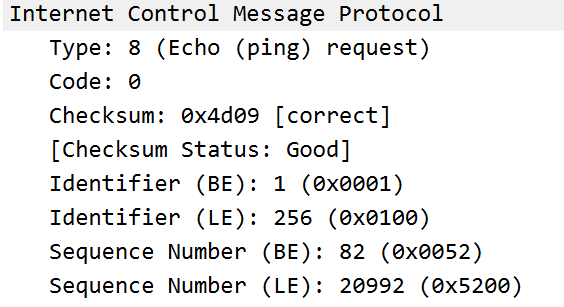 Internet Control Message Protocol
Type: 8 (Echo (ping) request)
Code: 0
Checksum: 0x4d09 [correct]
[Checksum Status: Good]
Identifier (BE): 1 (0x0001)
Identifier (LE): 256 (0x0100)
Sequence Number (BE): 82 (0x0052)
Sequence Number (LE): 20992 (0x5200)